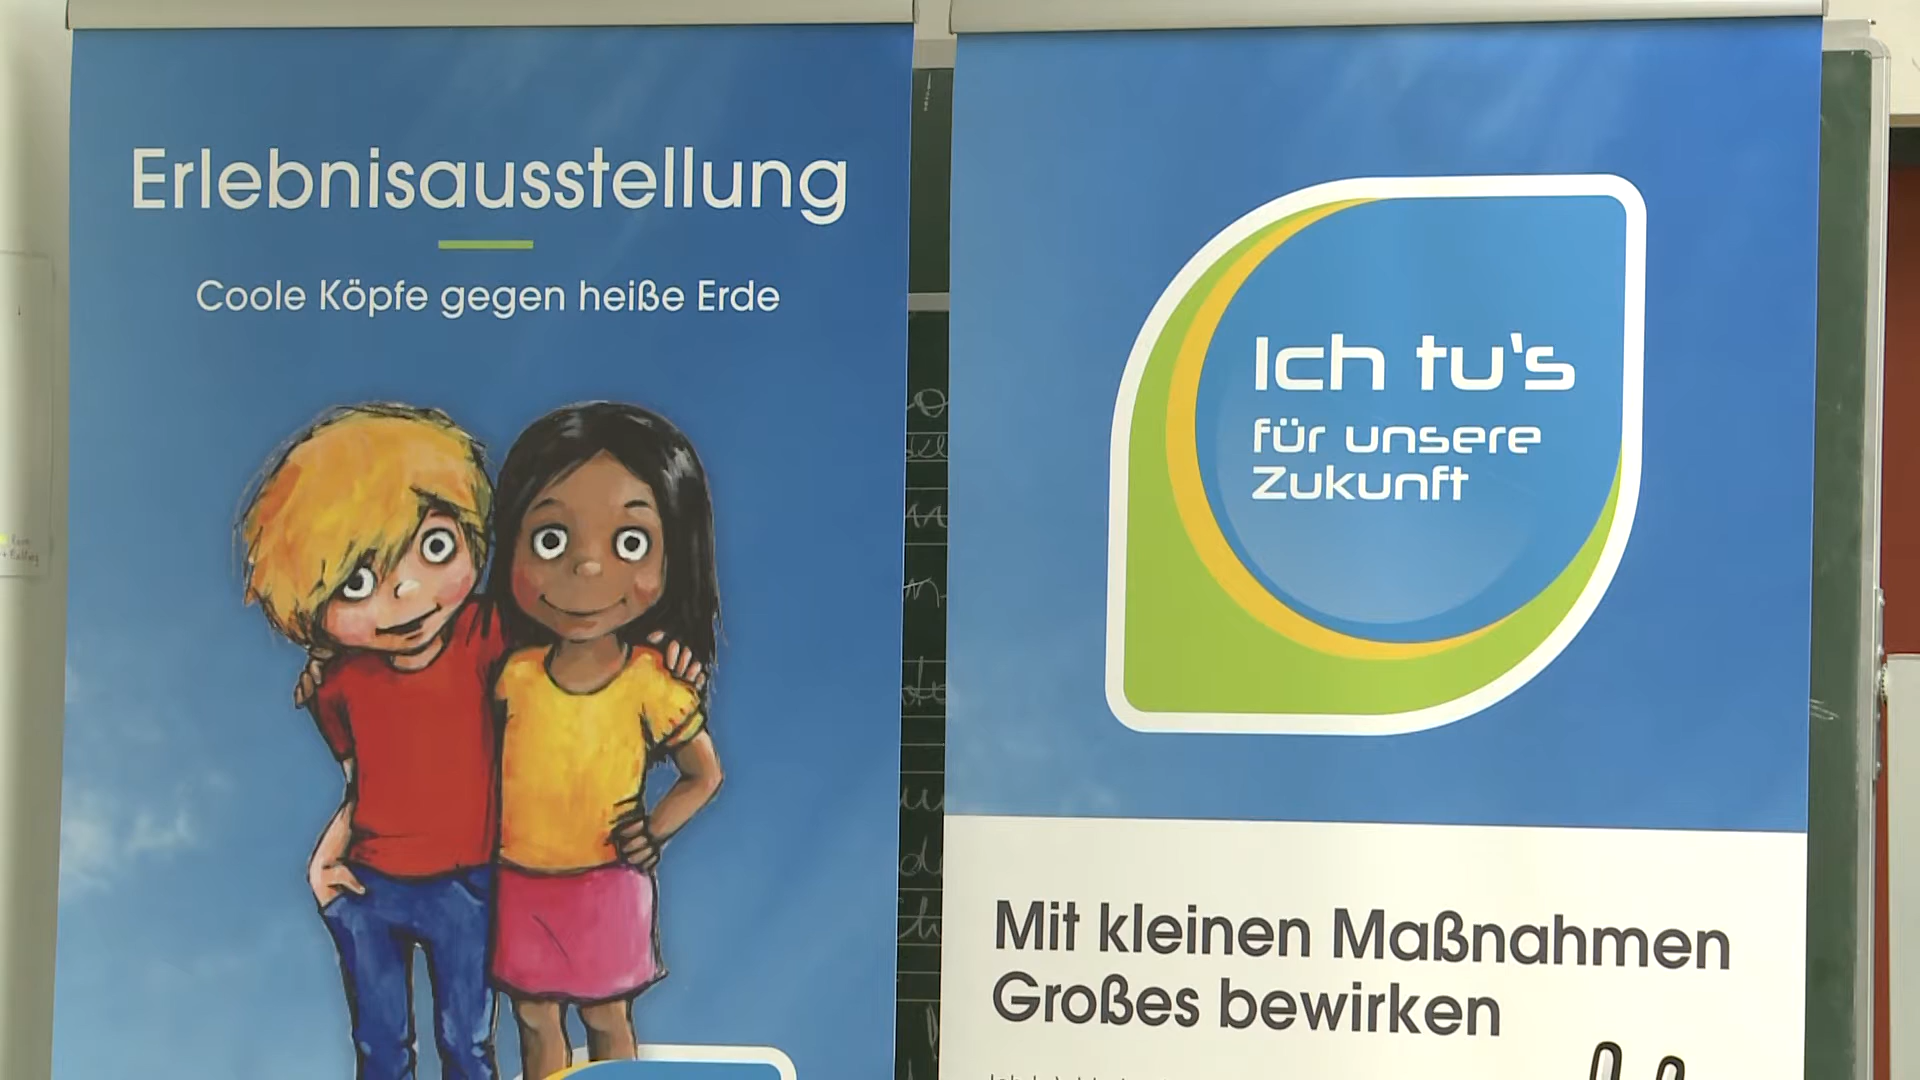 Erlebnisausstellung
Coole Köpfe gegen heiße Erde
Ich tu's
für unsere
Zukunft
Mit kleinen Maßnahmen
Großes bewirken